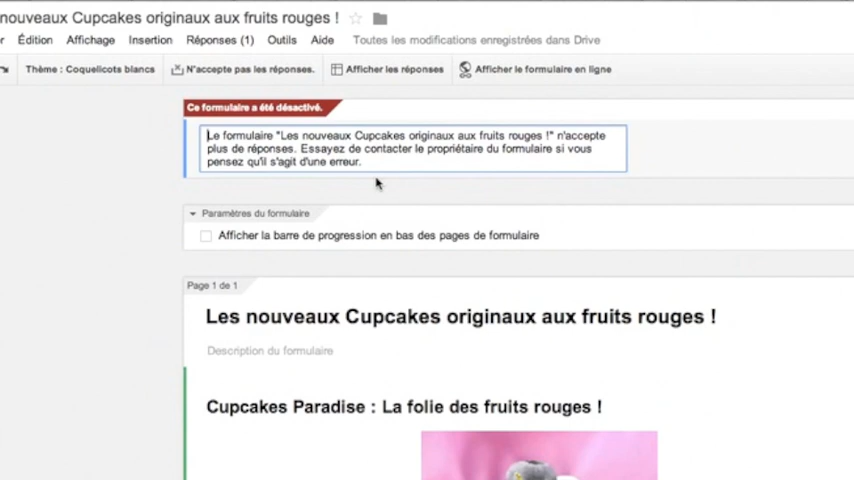 nouveaux Cupcakes originaux aux fruits rouges !
r Édition Affichage Insertion Réponses (1) Outils Aide Toutes les modifications enregistrées dans Drive
Thème : Coquelicots blancs N'accepte pas les réponses. Afficher les réponses Afficher le formulaire en ligne
Ce formulaire a été désactivé.
Le formulaire "Les nouveaux Cupcakes originaux aux fruits rouges !" n'accepte
plus de réponses. Essayez de contacter le propriétaire du formulaire si vous
pensez qu'il s'agit d'une erreur.
Paramètres du formulaire
Afficher la barre de progression en bas des pages de formulaire
Page 1 de 1
Les nouveaux Cupcakes originaux aux fruits rouges !
Description du formulaire
Cupcakes Paradise : La folie des fruits rouges !